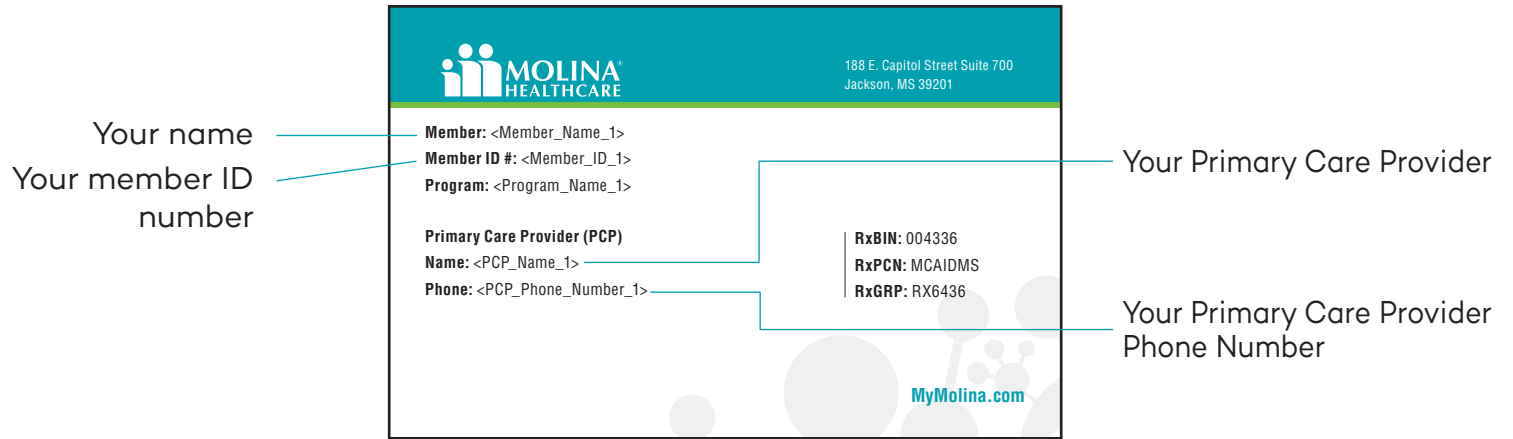 MOLINA®
HEALTHCARE
188 E. Capitol Street Suite 700
Jackson, MS 39201
Your name
Your member ID
number
Member: <Member_Name_1>
Member ID #: <Member_ID_1>
Program: <Program_Name_1>
Primary Care Provider (PCP)
Name: <PCP_Name_1>
Phone: <PCP_Phone_Number_1>
RxBIN: 004336
RxPCN: MCAIDMS
RxGRP: RX6436
MyMolina.com
Your Primary Care Provider
Your Primary Care Provider
Phone Number